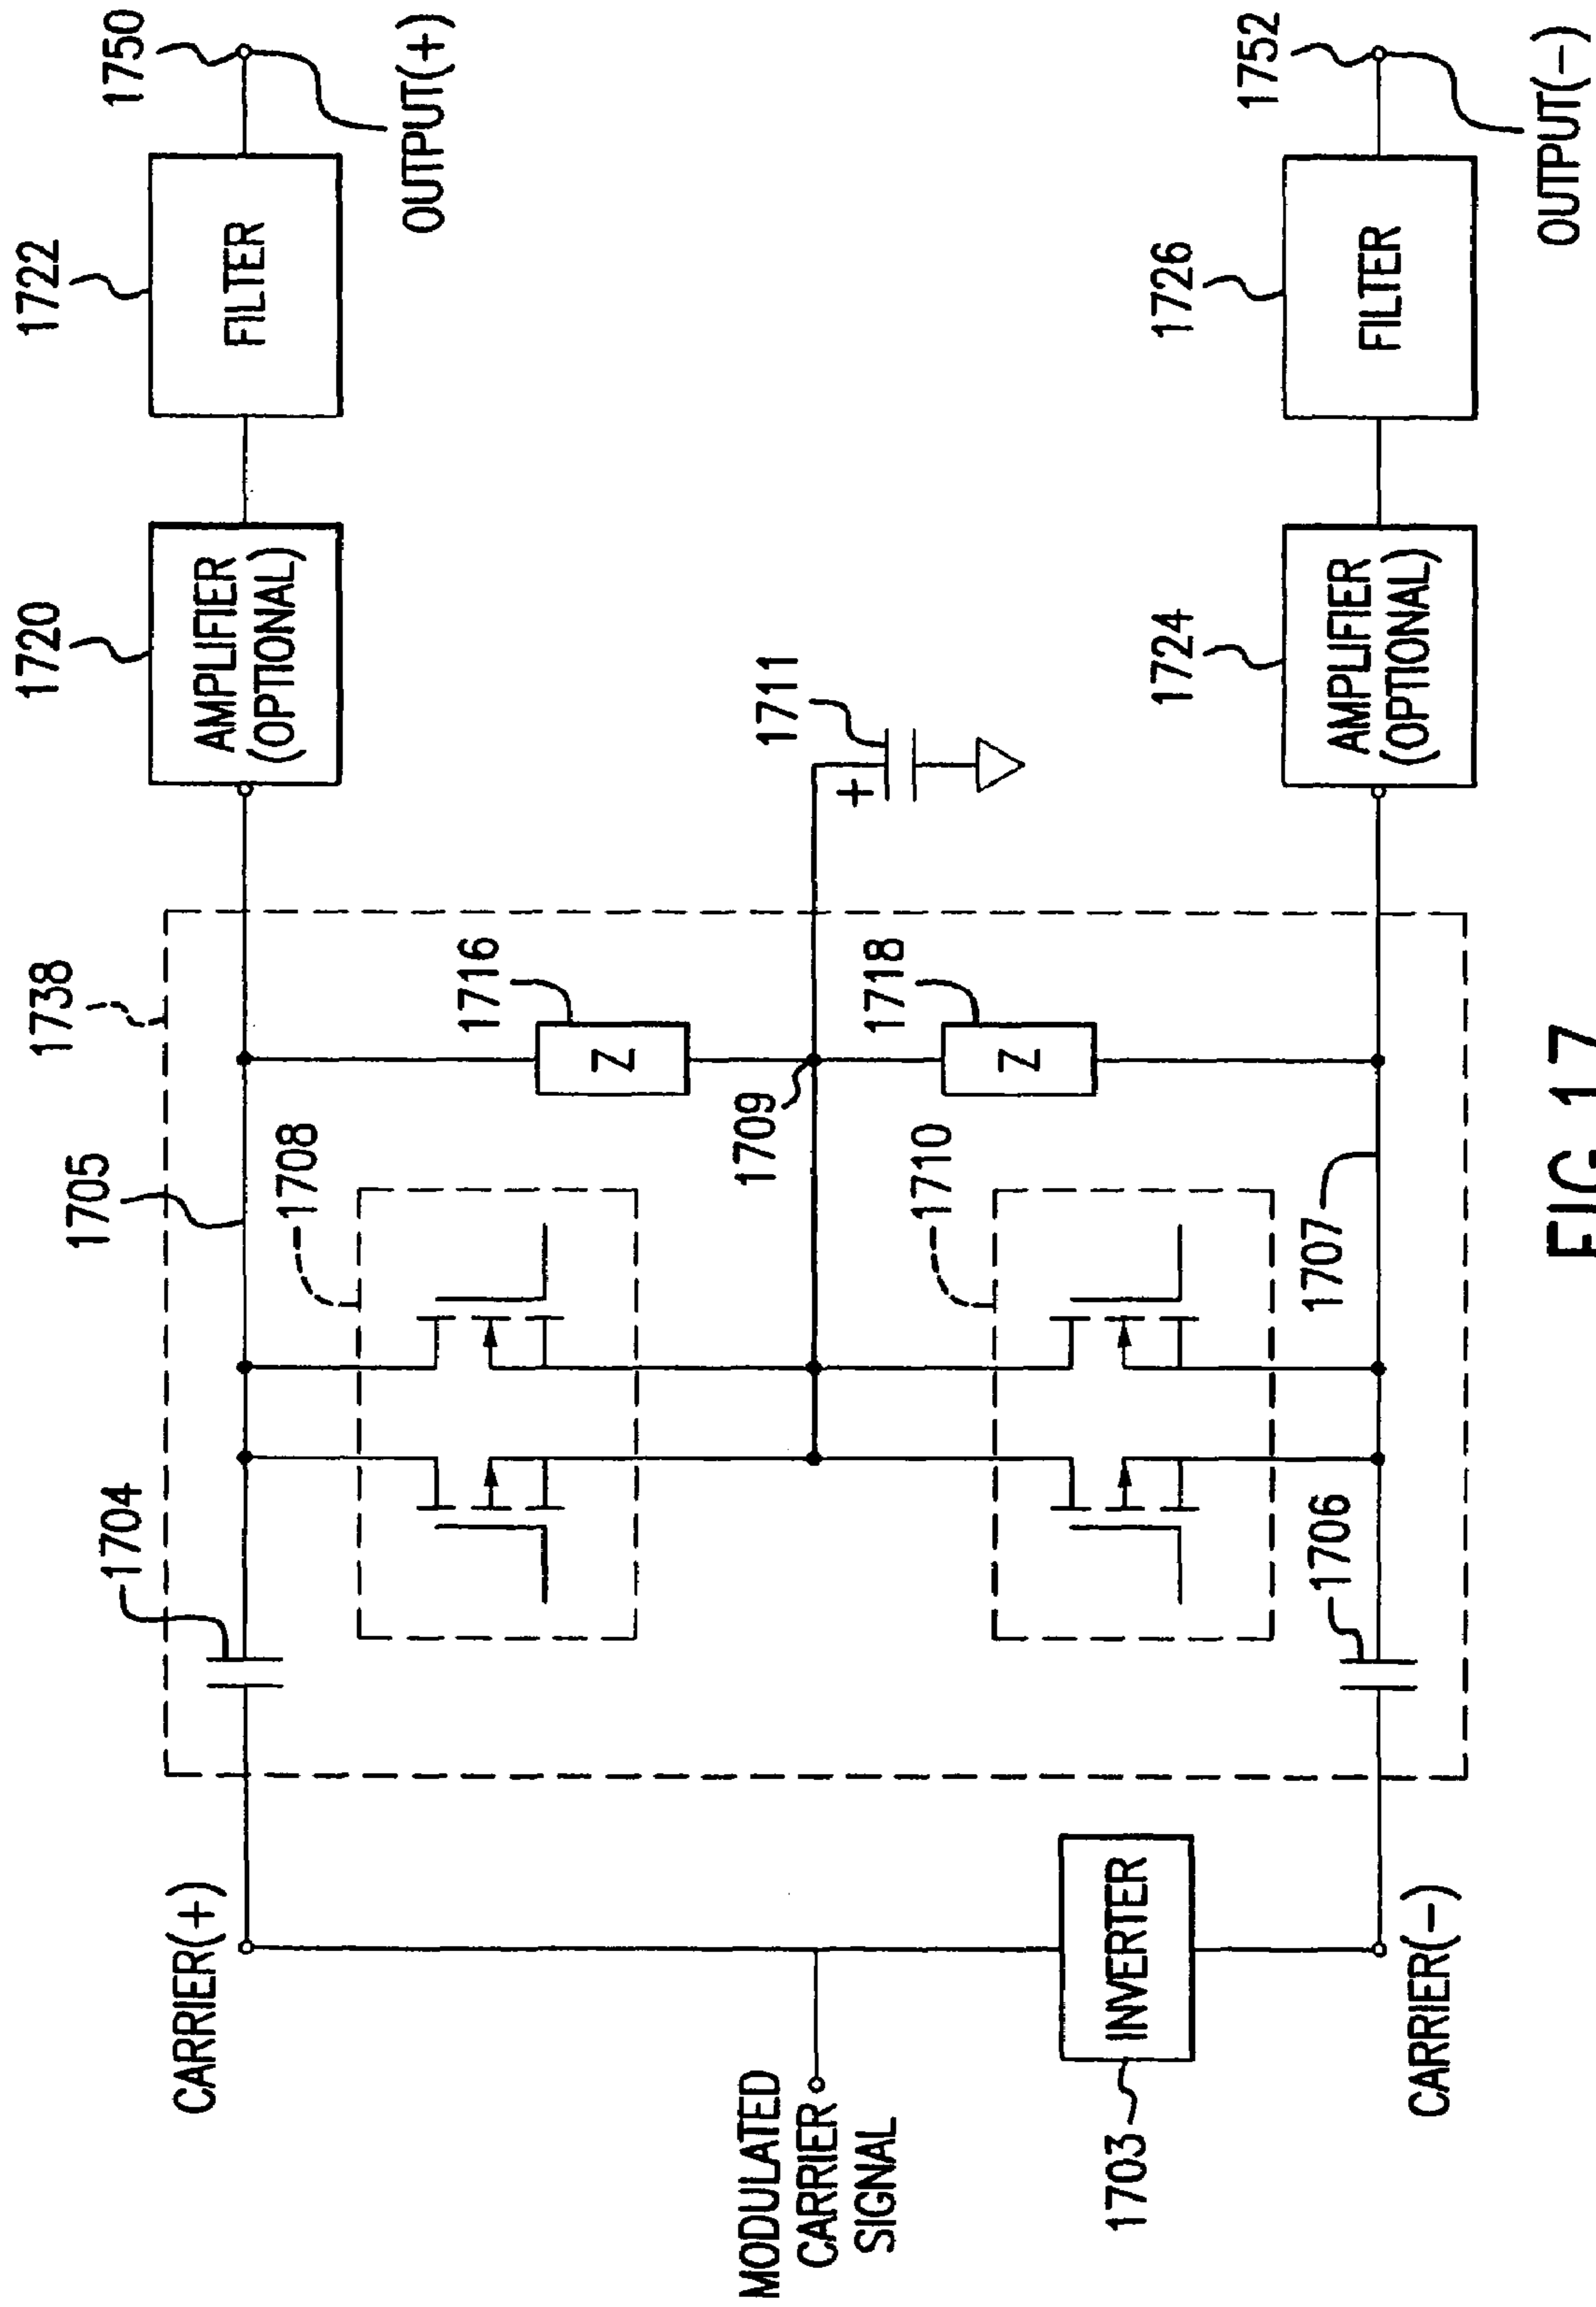 1750
OUTPUT(+)
1722
FILTER
1720
AMPLIFIER
(OPTIONAL)
1738
1705
1704
CARRIER(+)
1708
1716
Z
1711
+
1709
MODULATED
CARRIER
SIGNAL
1718
Z
1710
1703
INVERTER
1706
1707
CARRIER(-)
1724
AMPLIFIER
(OPTIONAL)
1726
FILTER
1752
OUTPUT(-)
FIG.17